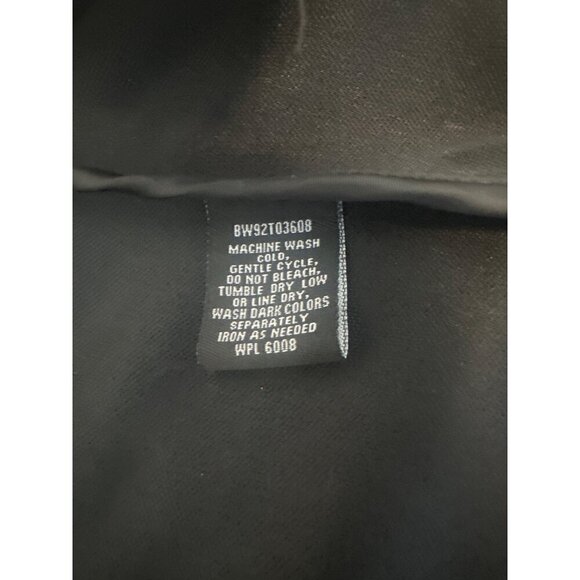 BW92T03608
MACHINE WASH
COLD,
GENTLE CYCLE,
DO NOT BLEACH,
TUMBLE DRY LOW
OR LINE DRY,
WASH DARK COLORS
SEPARATELY
IRON AS NEEDED
WPL 6008